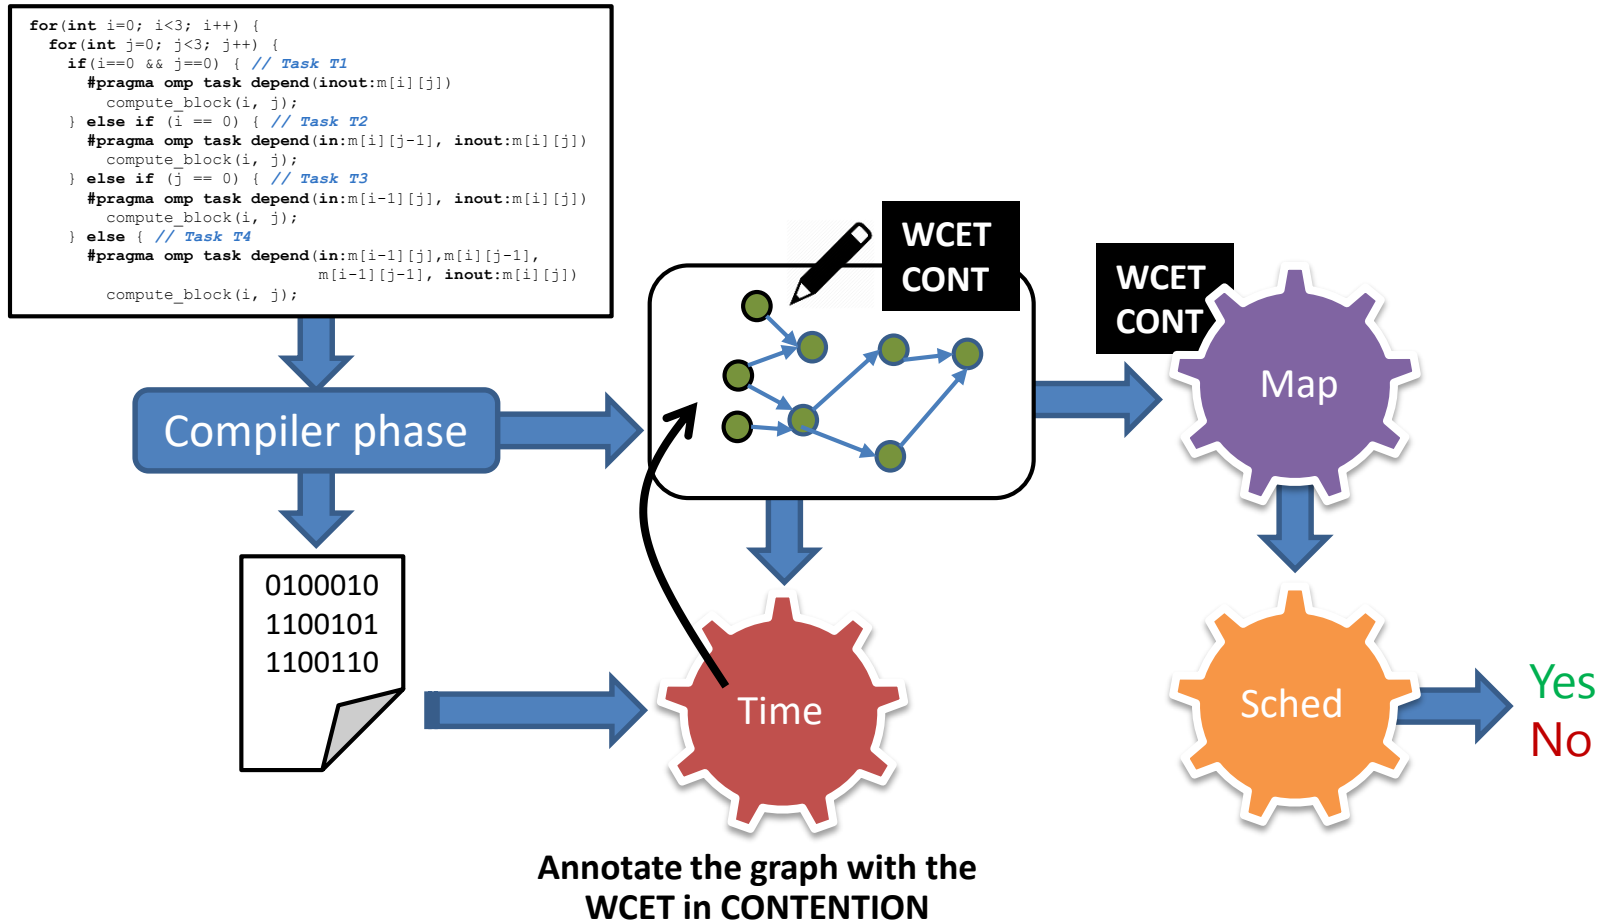 for(int i=0; i<3; i++) {
for(int j=0; j<3; j++) {
if(i==0 && j==0) { // Task T1
#pragma omp task depend(inout:m[i][j])
compute_block(i, j);
} else if (i == 0) { // Task T2
#pragma omp task depend(in:m[i][j-1], inout:m[i][j])
compute_block(i, j);
} else if (j == 0) { // Task T3
#pragma omp task depend(in:m[i-1][j], inout:m[i][j])
compute_block(i, j);
} else { // Task T4
#pragma omp task depend(in:m[i-1][j],m[i][j-1],
m[i-1][j-1], inout:m[i][j])
compute_block(i, j);
WCET
CONT
WCET
CONT
Map
Compiler phase
0100010
1100101
1100110
Time
Sched
Yes
No
Annotate the graph with the
WCET in CONTENTION